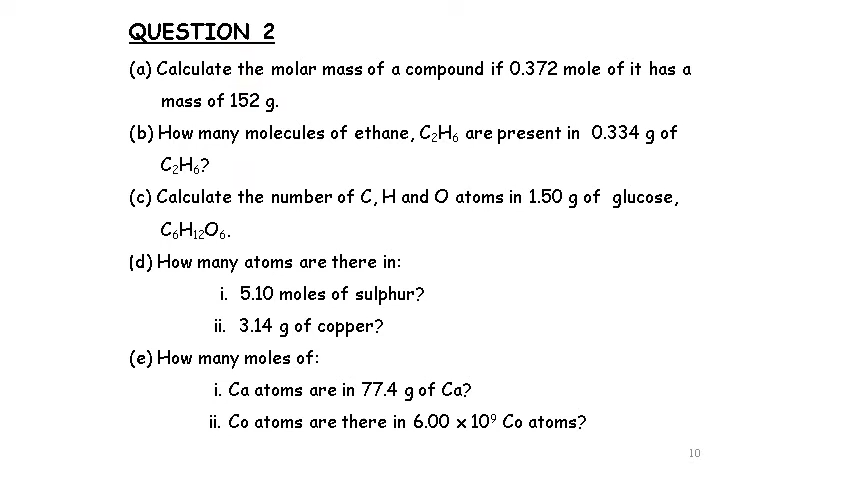 QUESTION 2
(a) Calculate the molar mass of a compound if 0.372 mole of it has a
mass of 152 g.
(b) How many molecules of ethane, C₂H₆ are present in 0.334 g of
C₂H₆?
(c) Calculate the number of C, H and O atoms in 1.50 g of glucose,
C₆H₁₂O₆.
(d) How many atoms are there in:
i. 5.10 moles of sulphur?
ii. 3.14 g of copper?
(e) How many moles of:
i. Ca atoms are in 77.4 g of Ca?
ii. Co atoms are there in 6.00 x 10⁹ Co atoms?
10